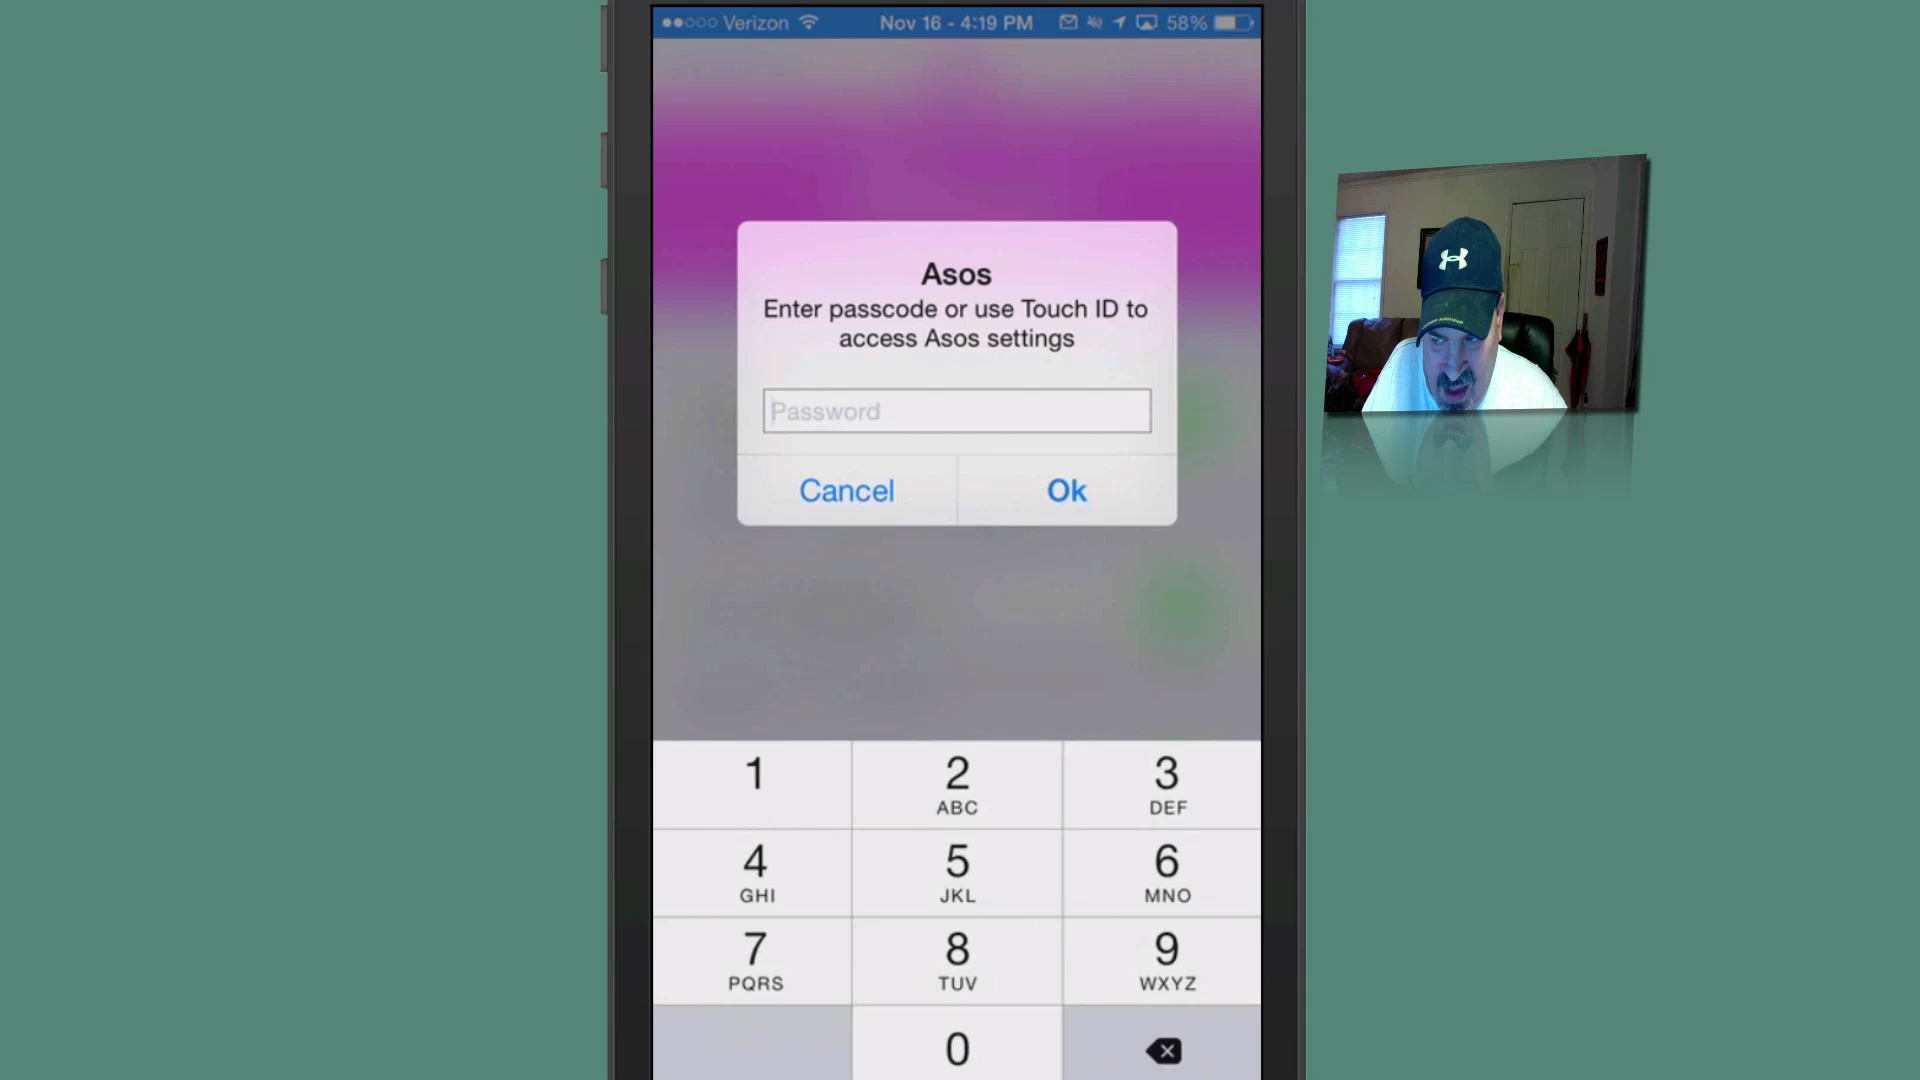 Verizon Nov 16 - 4:19 PM 58%
Asos
Enter passcode or use Touch ID to
access Asos settings
Password
Cancel Ok
1 2 3
ABC DEF
4 5 6
GHI JKL MNO
7 8 9
PQRS TUV WXYZ
0